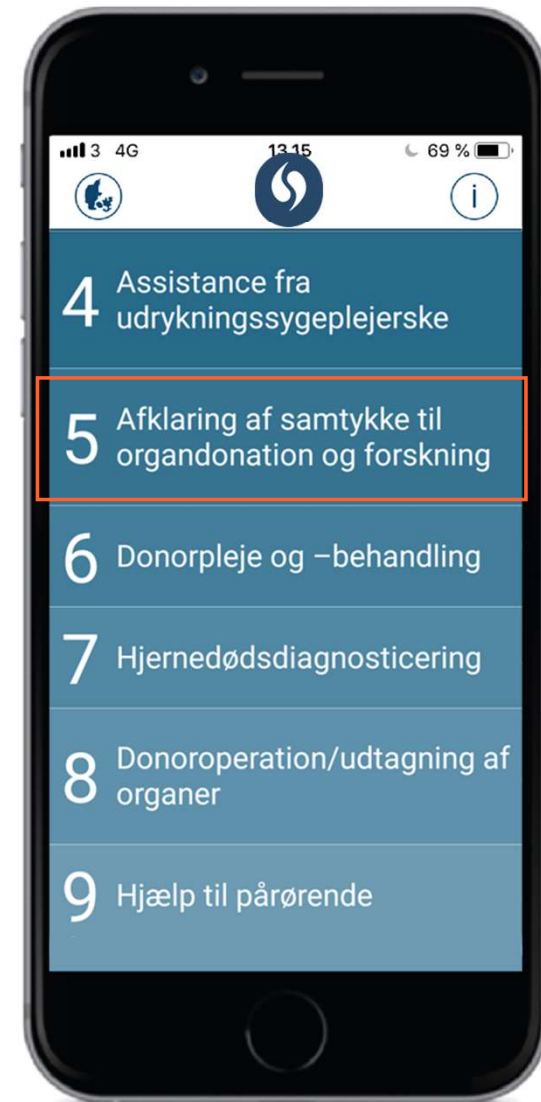 3 4G 13.15 69 %
i
4 Assistance fra
udrykningssygeplejerske
5 Afklaring af samtykke til
organdonation og forskning
6 Donorpleje og –behandling
7 Hjernedødsdiagnosticering
8 Donoroperation/udtagning af
organer
9 Hjælp til pårørende